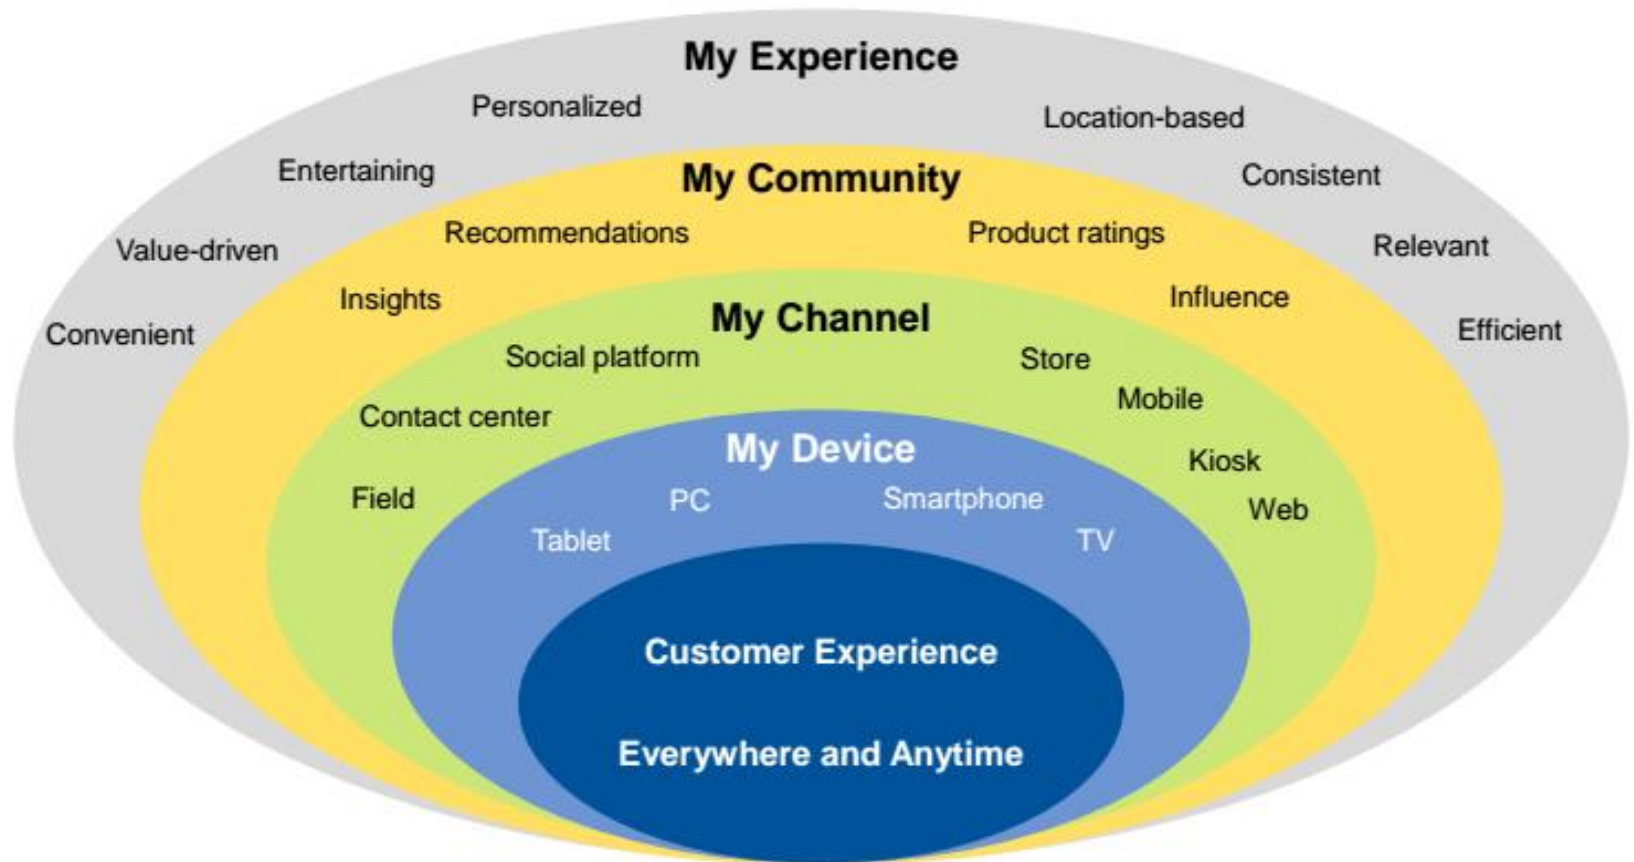 My Experience
Personalized
Location-based
Entertaining
Consistent
Value-driven
Relevant
Convenient
Efficient
My Community
Recommendations
Product ratings
Insights
Influence
My Channel
Social platform
Store
Contact center
Mobile
Kiosk
Field
Web
My Device
PC
Smartphone
Tablet
TV
Customer Experience
Everywhere and Anytime